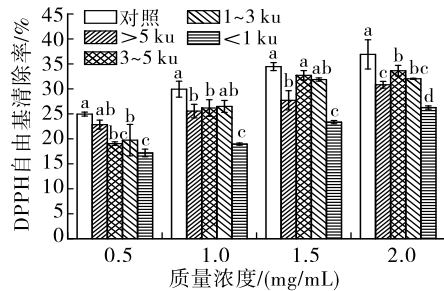 DPPH自由基清除率/%
45
40
35
30
25
20
15
10
5
0
对照
1~3 ku
>5 ku
<1 ku
3~5 ku
a ab bc bc c
a b b b c
a b a a c
a c b bc d
0.5 1.0 1.5 2.0
质量浓度/(mg/mL)